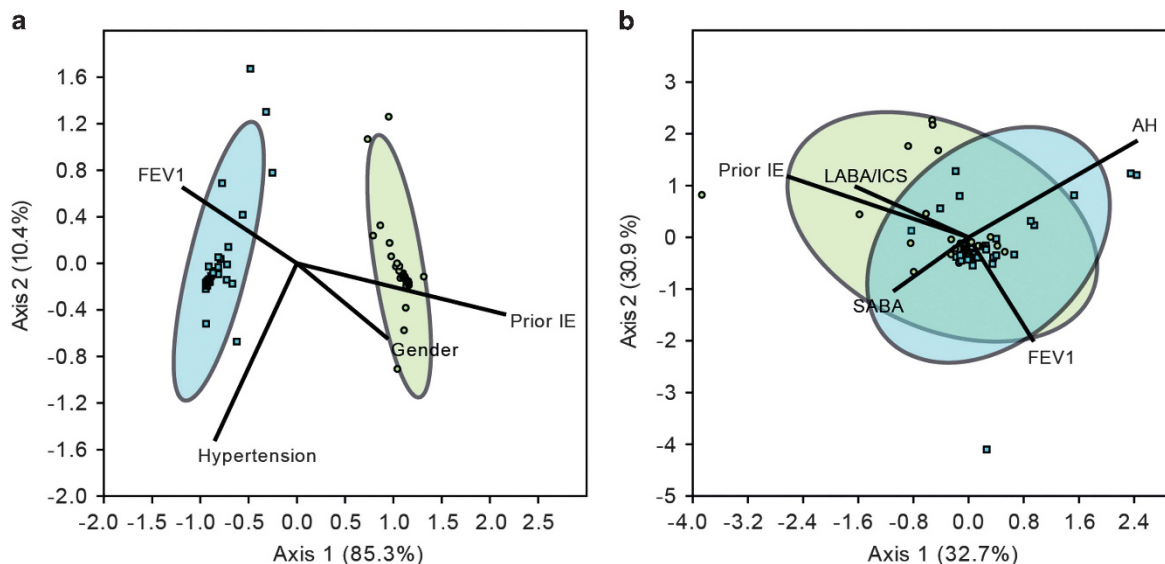 a
1.6
1.2
0.8
0.4
0.0
-0.4
-0.8
-1.2
-1.6
-2.0
Axis 2 (10.4%)
FEV1
Prior IE
Gender
Hypertension
-2.0 -1.5 -1.0 -0.5 0.0 0.5 1.0 1.5 2.0 2.5
Axis 1 (85.3%)
b
3
2
1
0
-1
-2
-3
-4
-5
Axis 2 (30.9 %)
AH
Prior IE
LABA/ICS
SABA
FEV1
-4.0 -3.2 -2.4 -1.6 -0.8 0.0 0.8 1.6 2.4
Axis 1 (32.7%)